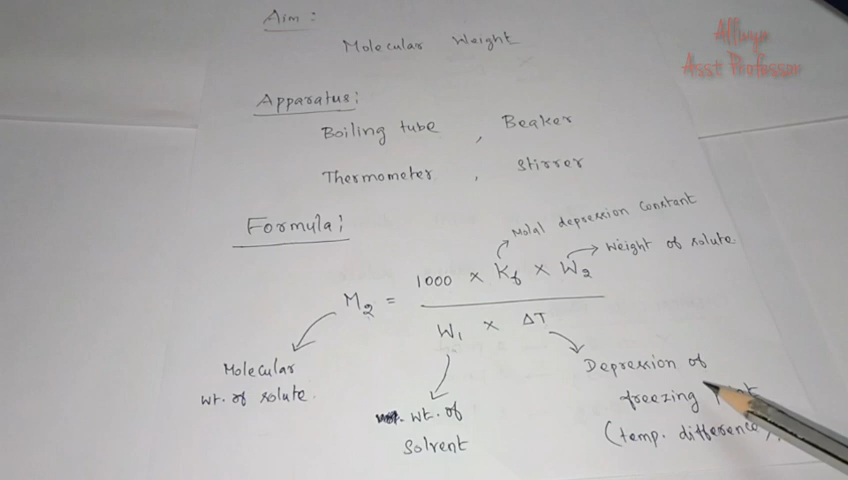 Aim :
Molecular Weight
Apparatus :
Boiling tube , Beaker
Thermometer , Stirrer
Formula :
Molal depression constant
Weight of solute
M₂ = 1000 × Kf × W₂
W₁ × ΔT
Molecular
wt. of solute.
wt. of
Solvent
Depression of
freezing
(temp. difference)
Asst Professor